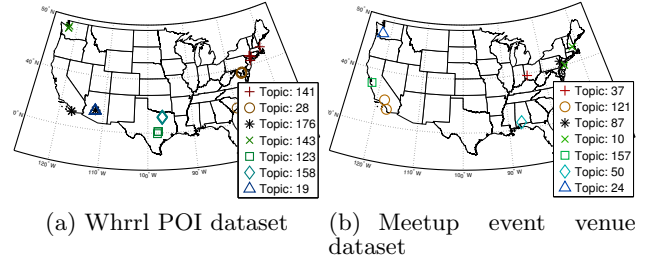 50°N
40°N
0°N
120°W
110°W
100°W
90°W
Topic: 141
Topic: 28
Topic: 176
Topic: 143
Topic: 123
Topic: 158
Topic: 19
50°N
40°N
0°N
120°W
110°W
100°W
90°W
Topic: 37
Topic: 121
Topic: 87
Topic: 10
Topic: 157
Topic: 50
Topic: 24
(a) Whrrl POI dataset
(b) Meetup event venue
dataset